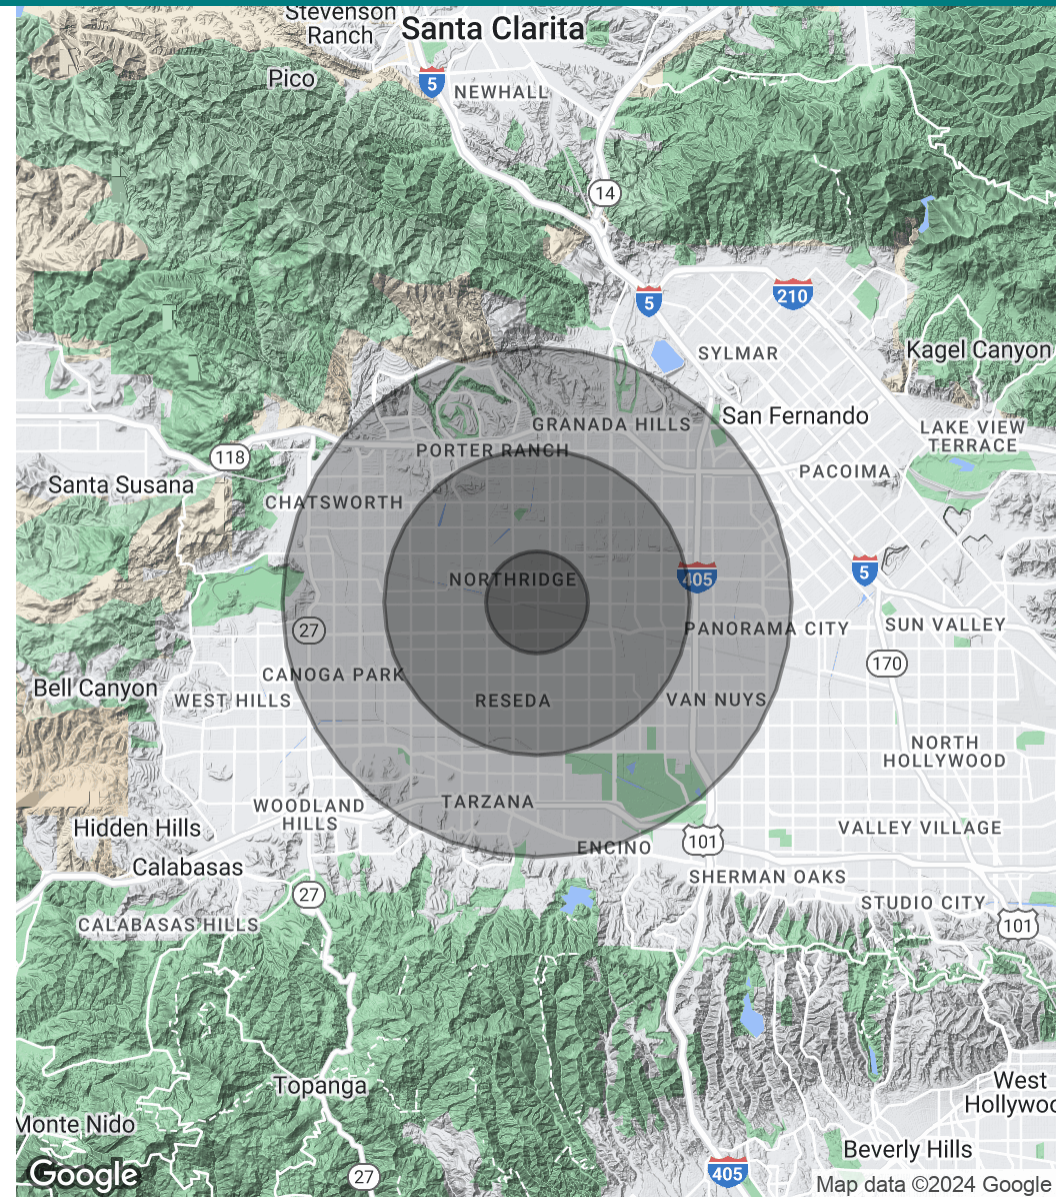 Stevenson
Ranch
Santa Clarita
Pico
5
NEWHALL
14
5
210
SYLMAR
Kagel Canyon
San Fernando
GRANADA HILLS
LAKE VIEW
TERRACE
PORTER RANCH
118
PACOIMA
Santa Susana
CHATSWORTH
NORTHRIDGE
405
5
27
PANORAMA CITY
SUN VALLEY
170
CANOGA PARK
Bell Canyon
WEST HILLS
RESEDA
VAN NUYS
NORTH
HOLLYWOOD
WOODLAND
HILLS
TARZANA
Hidden Hills
VALLEY VILLAGE
ENCINO
101
Calabasas
SHERMAN OAKS
27
STUDIO CITY
CALABASAS HILLS
101
Topanga
West
Hollywoo
Monte Nido
Beverly Hills
Google
27
405
Map data ©2024 Google